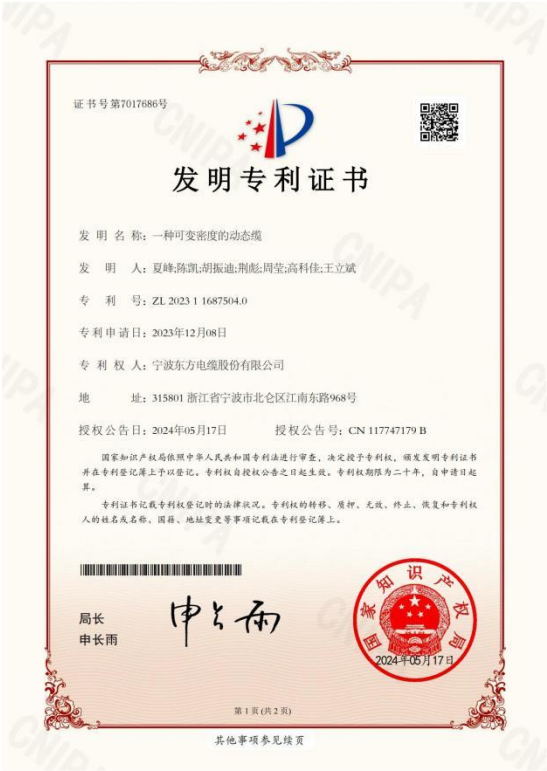 证书号第7017686号
发明专利证书
发 明 名 称：一种可变密度的动态缆
发 明 人：夏峰;陈凯;胡振迪;荆彪;周莹;高科佳;王立斌
专 利 号：ZL 2023 1 1687504.0
专利申请日：2023年12月08日
专 利 权 人：宁波东方电缆股份有限公司
地 址：315801 浙江省宁波市北仑区江南东路968号
授权公告日：2024年05月17日 授权公告号：CN 117747179 B
国家知识产权局依照中华人民共和国专利法进行审查，决定授予专利权，颁发发明专利证书
并在专利登记簿上予以登记。专利权自授权公告之日起生效。专利权期限为二十年，自申请日起
算。
专利证书记载专利权登记时的法律状况。专利权的转移、质押、无效、终止、恢复和专利权
人的姓名或名称、国籍、地址变更等事项记载在专利登记簿上。
局长
申长雨
申长雨
国家知识产权局
2024年05月17日
第 1 页 (共 2 页)
其他事项参见续页
CNIPA
CNIPA
CNIPA
CNIPA